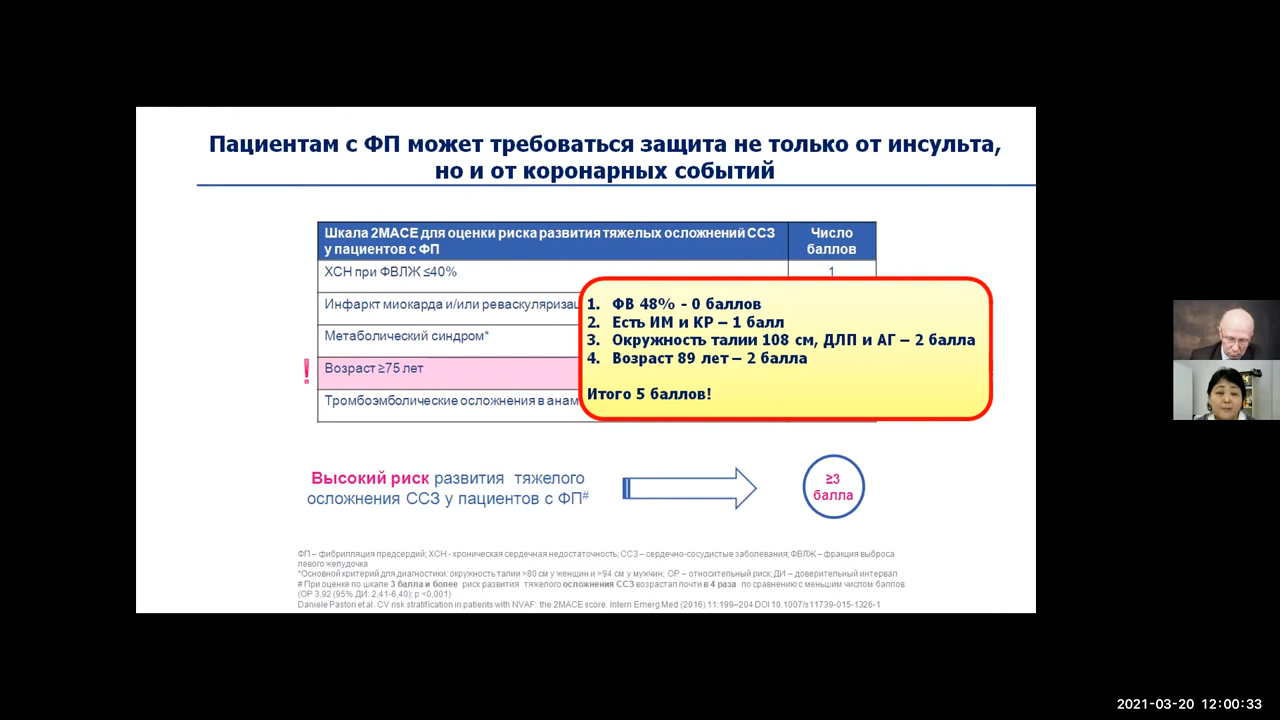 Пациентам с ФП может требоваться защита не только от инсульта,
но и от коронарных событий
Шкала 2MACE для оценки риска развития тяжелых осложнений ССЗ
у пациентов с ФП
Число
баллов
ХСН при ФВЛЖ ≤40%
1
Инфаркт миокарда и/или
Метаболический синдром*
! Возраст ≥75 лет
Тромбоэмболические осложнения в
1. ФВ 48% - 0 баллов
2. Есть ИМ и КР – 1 балл
3. Окружность талии 108 см, ДЛП и АГ – 2 балла
4. Возраст 89 лет – 2 балла
Итого 5 баллов!
Высокий риск развития тяжелого
осложнения ССЗ у пациентов с ФП#
≥3
балла
ФП – фибрилляция предсердий; ХСН - хроническая сердечная недостаточность; ССЗ – сердечно-сосудистые заболевания; ФВЛЖ – фракция выброса
левого желудочка
*Основной критерий для диагностики: окружность талии >80 см у женщин и >94 см у мужчин; ОР – относительный риск; ДИ – доверительный интервал
# При оценке по шкале 3 балла и более риск развития тяжелого осложнения ССЗ возрастал почти в 4 раза по сравнению с меньшим числом баллов
(ОР 3,92 (95% ДИ: 2,41-6,40); p <0.001)
Daniele Pastori et al. CV risk stratification in patients with NVAF: the 2MACE score. Intern Emerg Med (2016) 11:199–204 DOI 10.1007/s11739-015-1326-1
2021-03-20 12:00:33